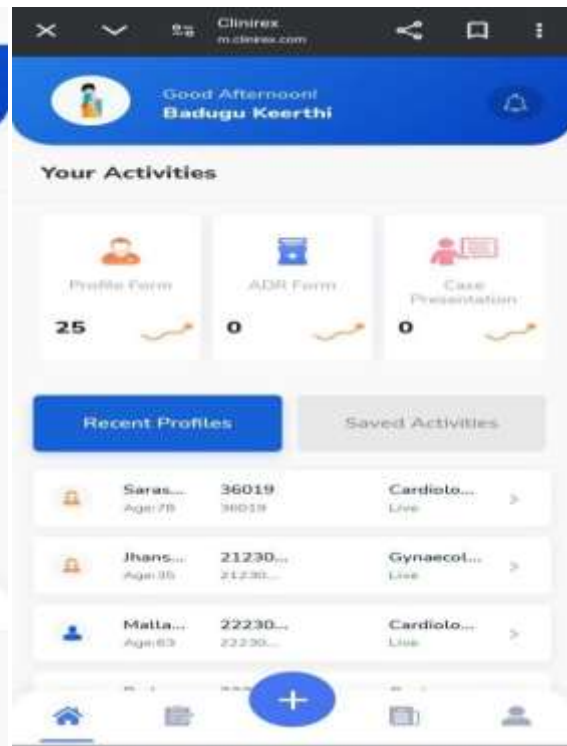 Clinirex
m.clinirex.com
Good Afternoon!
Badugu Keerthi
Your Activities
Profile Form
ADR Form
Case
Presentation
25
0
0
Recent Profiles
Saved Activities
Saras... 36019 Cardiolo...
Age:78 36019 Live
Jhans... 21230... Gynaecol...
Age:35 21230... Live
Malla... 22230... Cardiolo...
Age:63 22230... Live